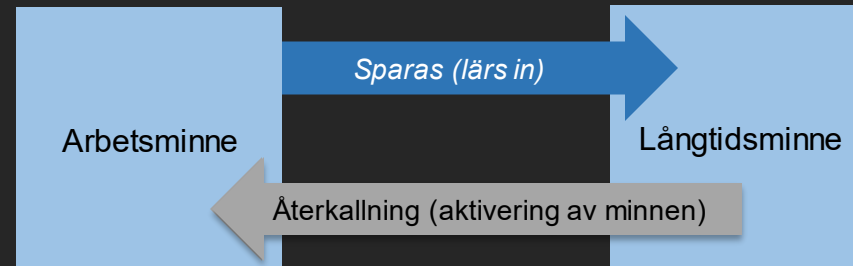 Sparas (lärs in)
Arbetsminne
Långtidsminne
Återkallning (aktivering av minnen)